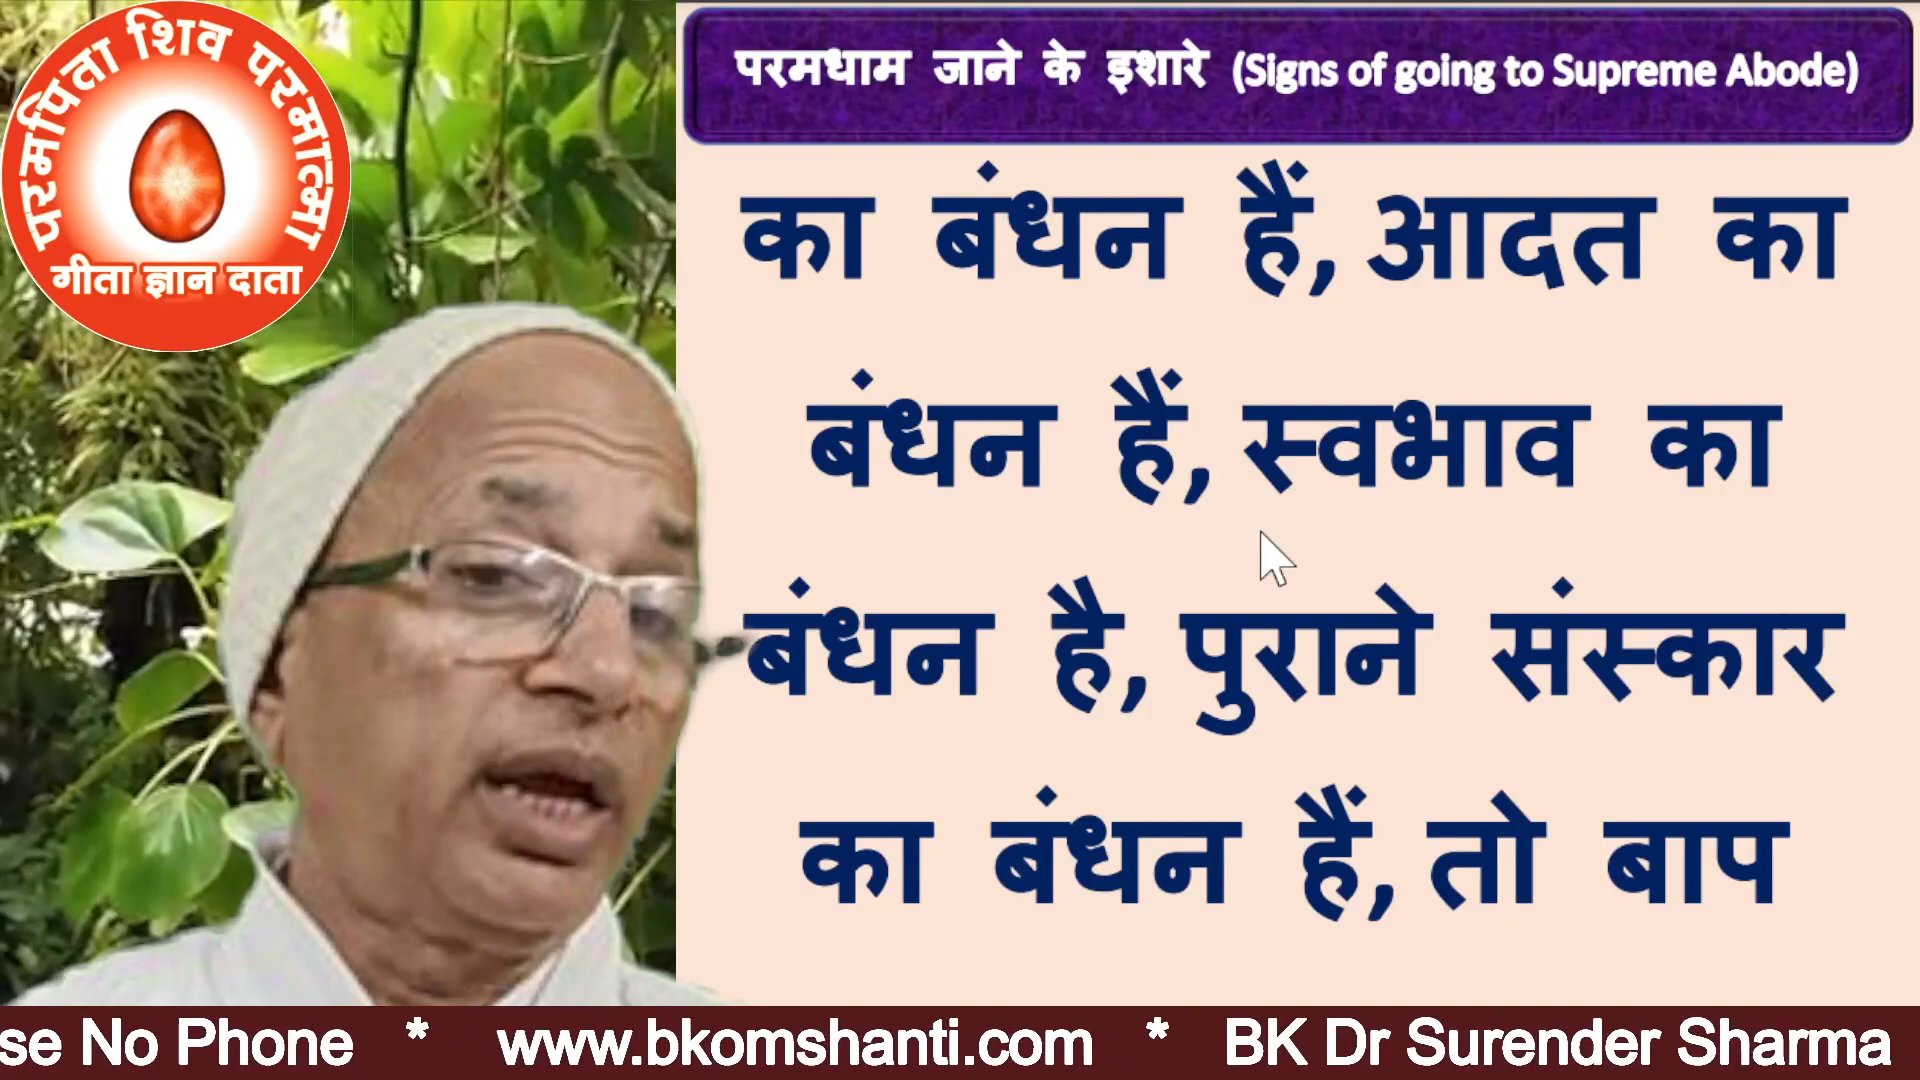 परमपिता शिव परमात्मा
गीता ज्ञान दाता
परमधाम जाने के इशारे (Signs of going to Supreme Abode)
का बंधन हैं, आदत का
बंधन हैं, स्वभाव का
बंधन है, पुराने संस्कार
का बंधन हैं, तो बाप
se No Phone * www.bkomshanti.com * BK Dr Surender Sharma